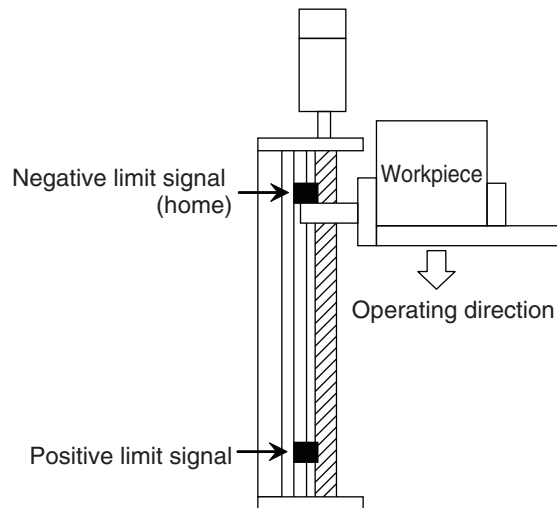 Negative limit signal
(home)
Workpiece
Operating direction
Positive limit signal